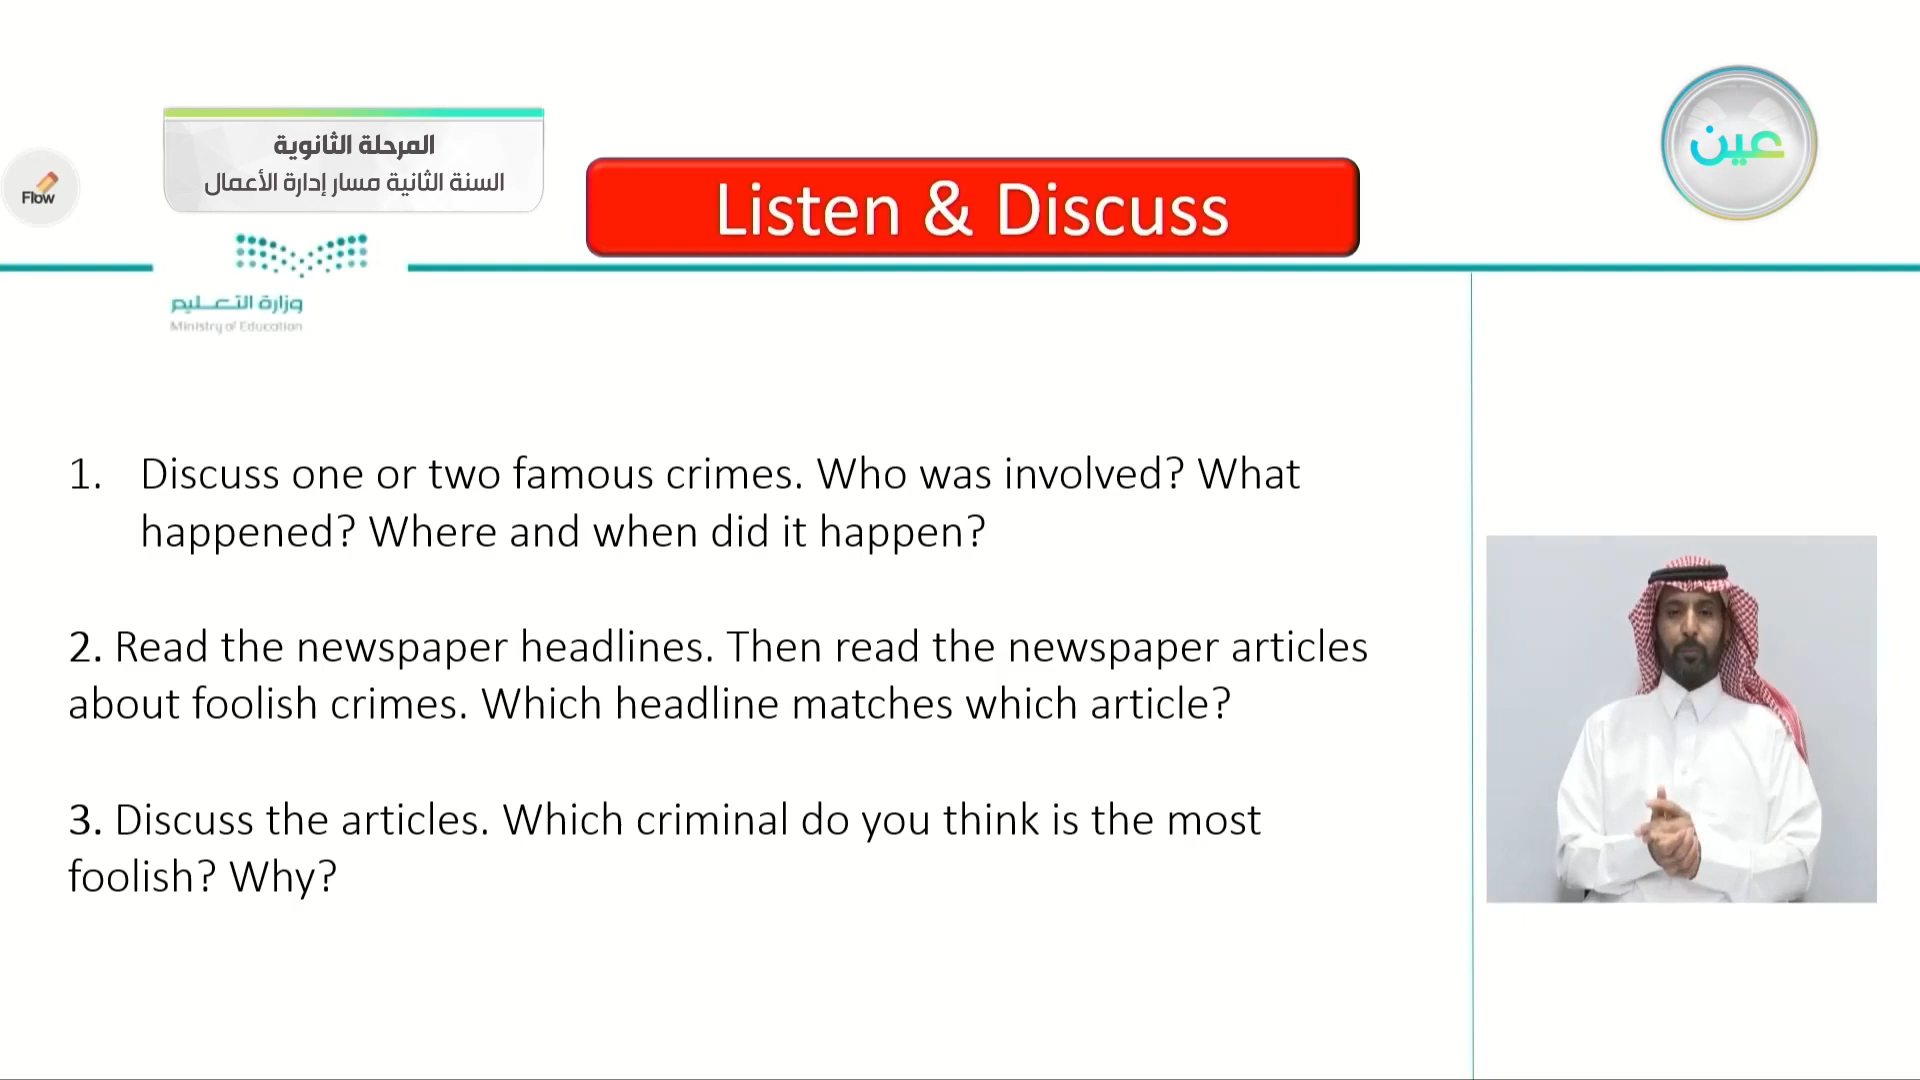 المرحلة الثانوية
السنة الثانية مسار إدارة الأعمال
عين
Flow
Listen & Discuss
وزارة التعليم
Ministry of Education
1. Discuss one or two famous crimes. Who was involved? What
happened? Where and when did it happen?
2. Read the newspaper headlines. Then read the newspaper articles
about foolish crimes. Which headline matches which article?
3. Discuss the articles. Which criminal do you think is the most
foolish? Why?